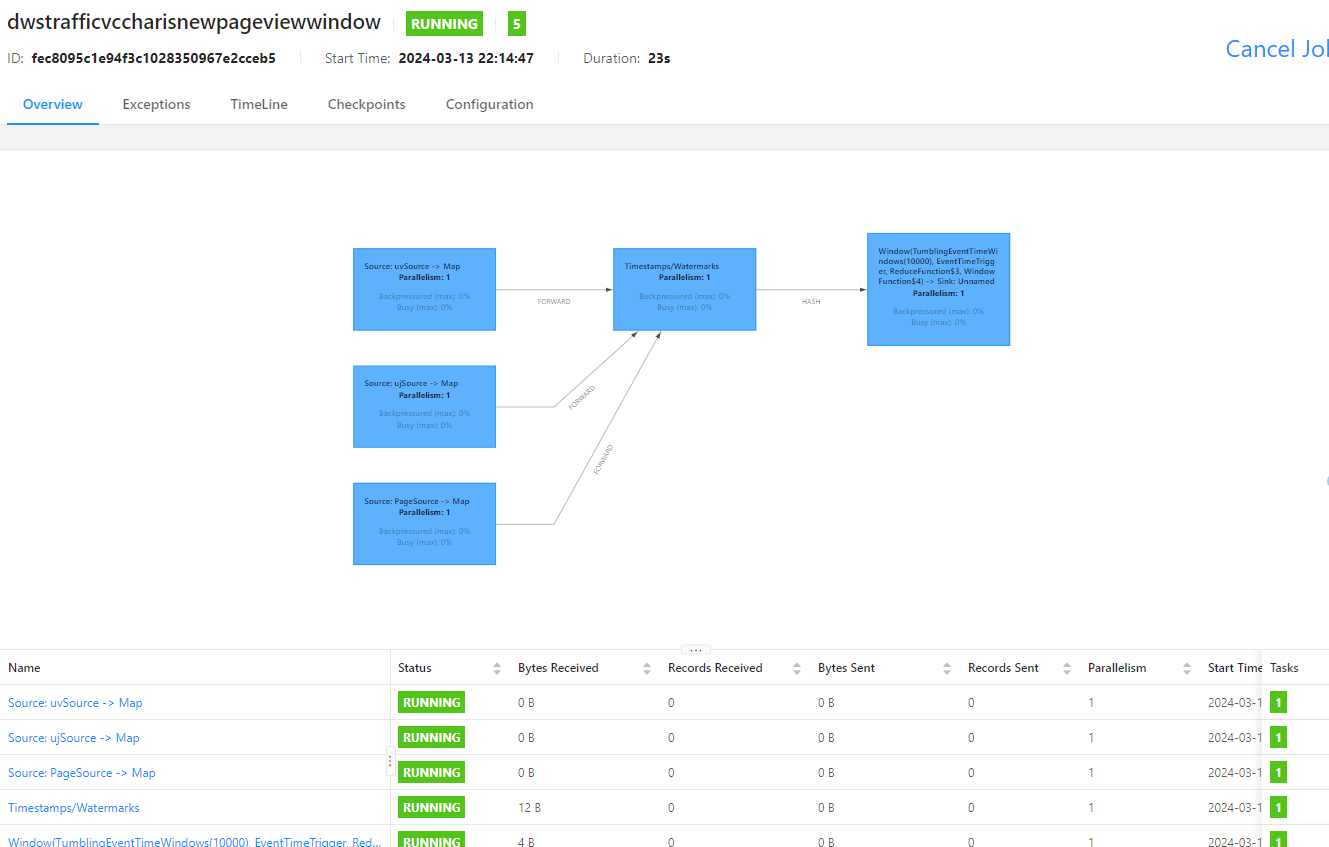 dwstrafficvccharisnewpageviewwindow RUNNING 5
ID: fec8095c1e94f3c1028350967e2cceb5 Start Time: 2024-03-13 22:14:47 Duration: 23s
Cancel Jol
Overview Exceptions TimeLine Checkpoints Configuration
Source: uvSource -> Map
Parallelism: 1
Backpressured (max): 0%
Busy (max): 0%
FORWARD
Timestamps/Watermarks
Parallelism: 1
Backpressured (max): 0%
Busy (max): 0%
HASH
Window(TumblingEventTimeWi
ndows(10000), EventTimeTrigg
er, ReduceFunction$3, Window
Function$4) -> Sink: Unnamed
Parallelism: 1
Backpressured (max): 0%
Busy (max): 0%
Source: ujSource -> Map
Parallelism: 1
Backpressured (max): 0%
Busy (max): 0%
FORWARD
Source: PageSource -> Map
Parallelism: 1
Backpressured (max): 0%
Busy (max): 0%
FORWARD
Name Status Bytes Received Records Received Bytes Sent Records Sent Parallelism Start Time Tasks
Source: uvSource -> Map RUNNING 0 B 0 0 B 0 1 2024-03-1 1
Source: ujSource -> Map RUNNING 0 B 0 0 B 0 1 2024-03-1 1
Source: PageSource -> Map RUNNING 0 B 0 0 B 0 1 2024-03-1 1
Timestamps/Watermarks RUNNING 12 B 0 0 B 0 1 2024-03-1 1
Window(TumblingEventTimeWindows(10000), EventTimeTrigger, Red... RUNNING 4 B 0 0 B 0 1 2024-03-1 1